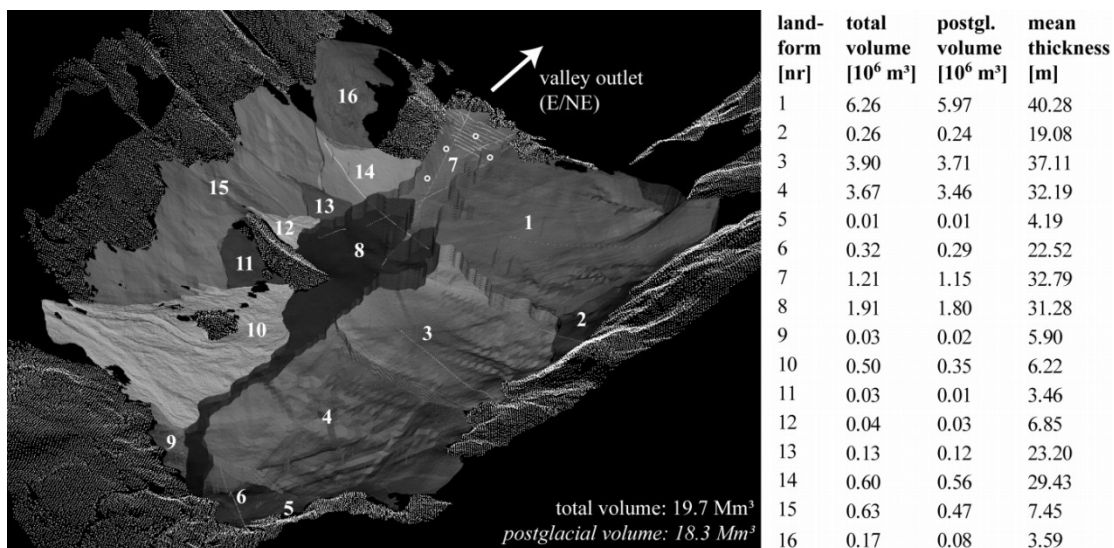 valley outlet
(E/NE)
16
14
7
15
13
12
1
8
11
2
10
3
4
9
6
5
total volume: 19.7 Mm³
postglacial volume: 18.3 Mm³
land- total postgl. mean
form volume volume thickness
[nr] [10⁶ m³] [10⁶ m³] [m]
1 6.26 5.97 40.28
2 0.26 0.24 19.08
3 3.90 3.71 37.11
4 3.67 3.46 32.19
5 0.01 0.01 4.19
6 0.32 0.29 22.52
7 1.21 1.15 32.79
8 1.91 1.80 31.28
9 0.03 0.02 5.90
10 0.50 0.35 6.22
11 0.03 0.01 3.46
12 0.04 0.03 6.85
13 0.13 0.12 23.20
14 0.60 0.56 29.43
15 0.63 0.47 7.45
16 0.17 0.08 3.59